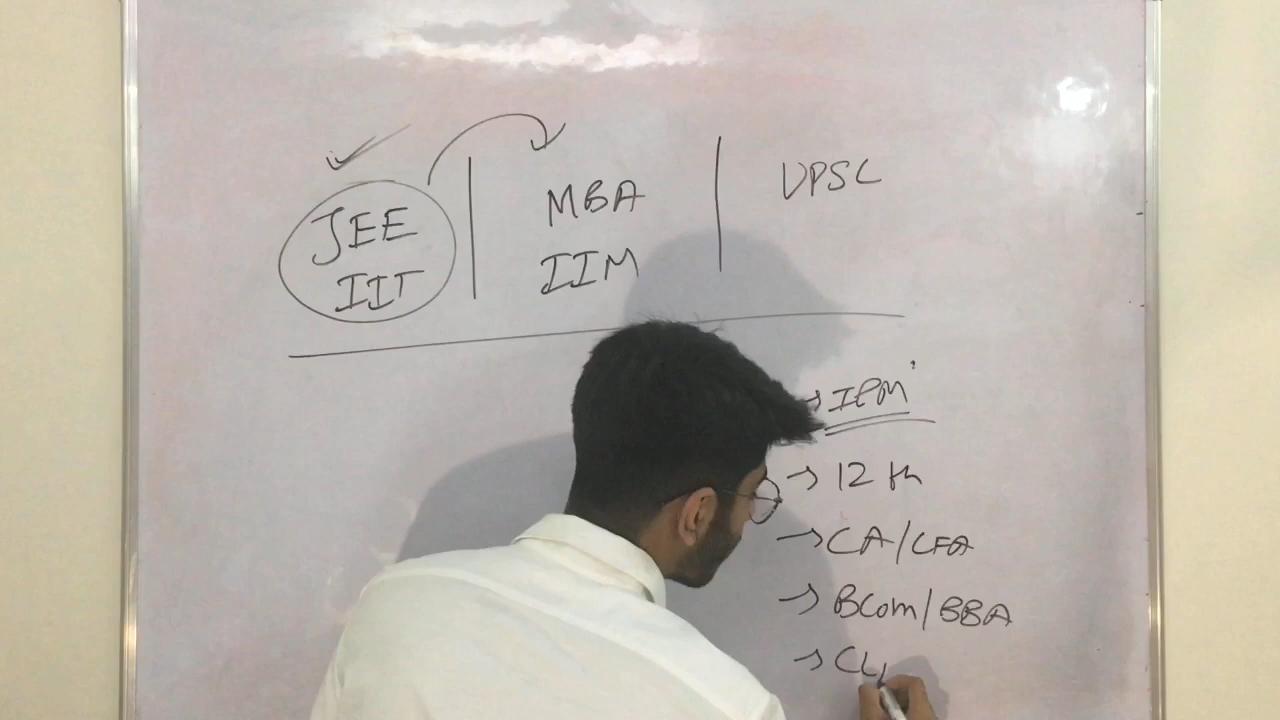 JEE
IIT
MBA
IIM
UPSC
→ IPM
→ 12th
→ CA/CFA
→ BCom/BBA
→ CL